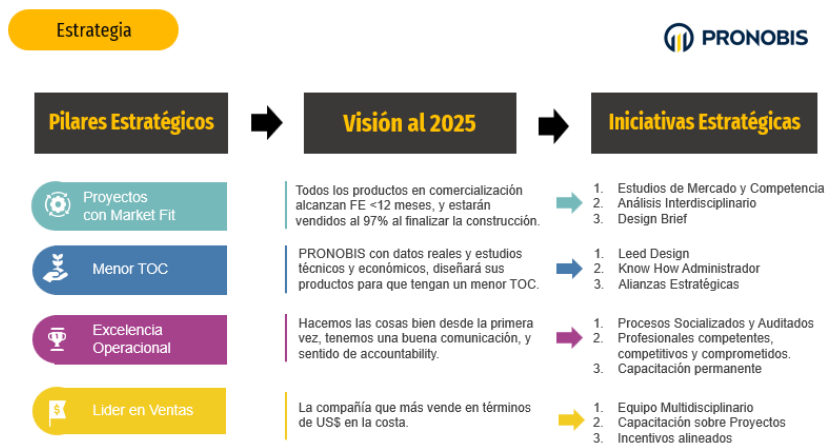 Estrategia
PRONOBIS
Pilares Estratégicos
Visión al 2025
Iniciativas Estratégicas
Proyectos
con Market Fit
Todos los productos en comercialización
alcanzan FE <12 meses, y estarán
vendidos al 97% al finalizar la construcción.
1. Estudios de Mercado y Competencia
2. Análisis Interdisciplinario
3. Design Brief
Menor TOC
PRONOBIS con datos reales y estudios
técnicos y económicos, diseñará sus
productos para que tengan un menor TOC.
1. Leed Design
2. Know How Administrador
3. Alianzas Estratégicas
Excelencia
Operacional
Hacemos las cosas bien desde la primera
vez, tenemos una buena comunicación, y
sentido de accountability.
1. Procesos Socializados y Auditados
2. Profesionales competentes,
competitivos y comprometidos.
3. Capacitación permanente
$
Lider en Ventas
La compañía que más vende en términos
de US$ en la costa.
1. Equipo Multidisciplinario
2. Capacitación sobre Proyectos
3. Incentivos alineados